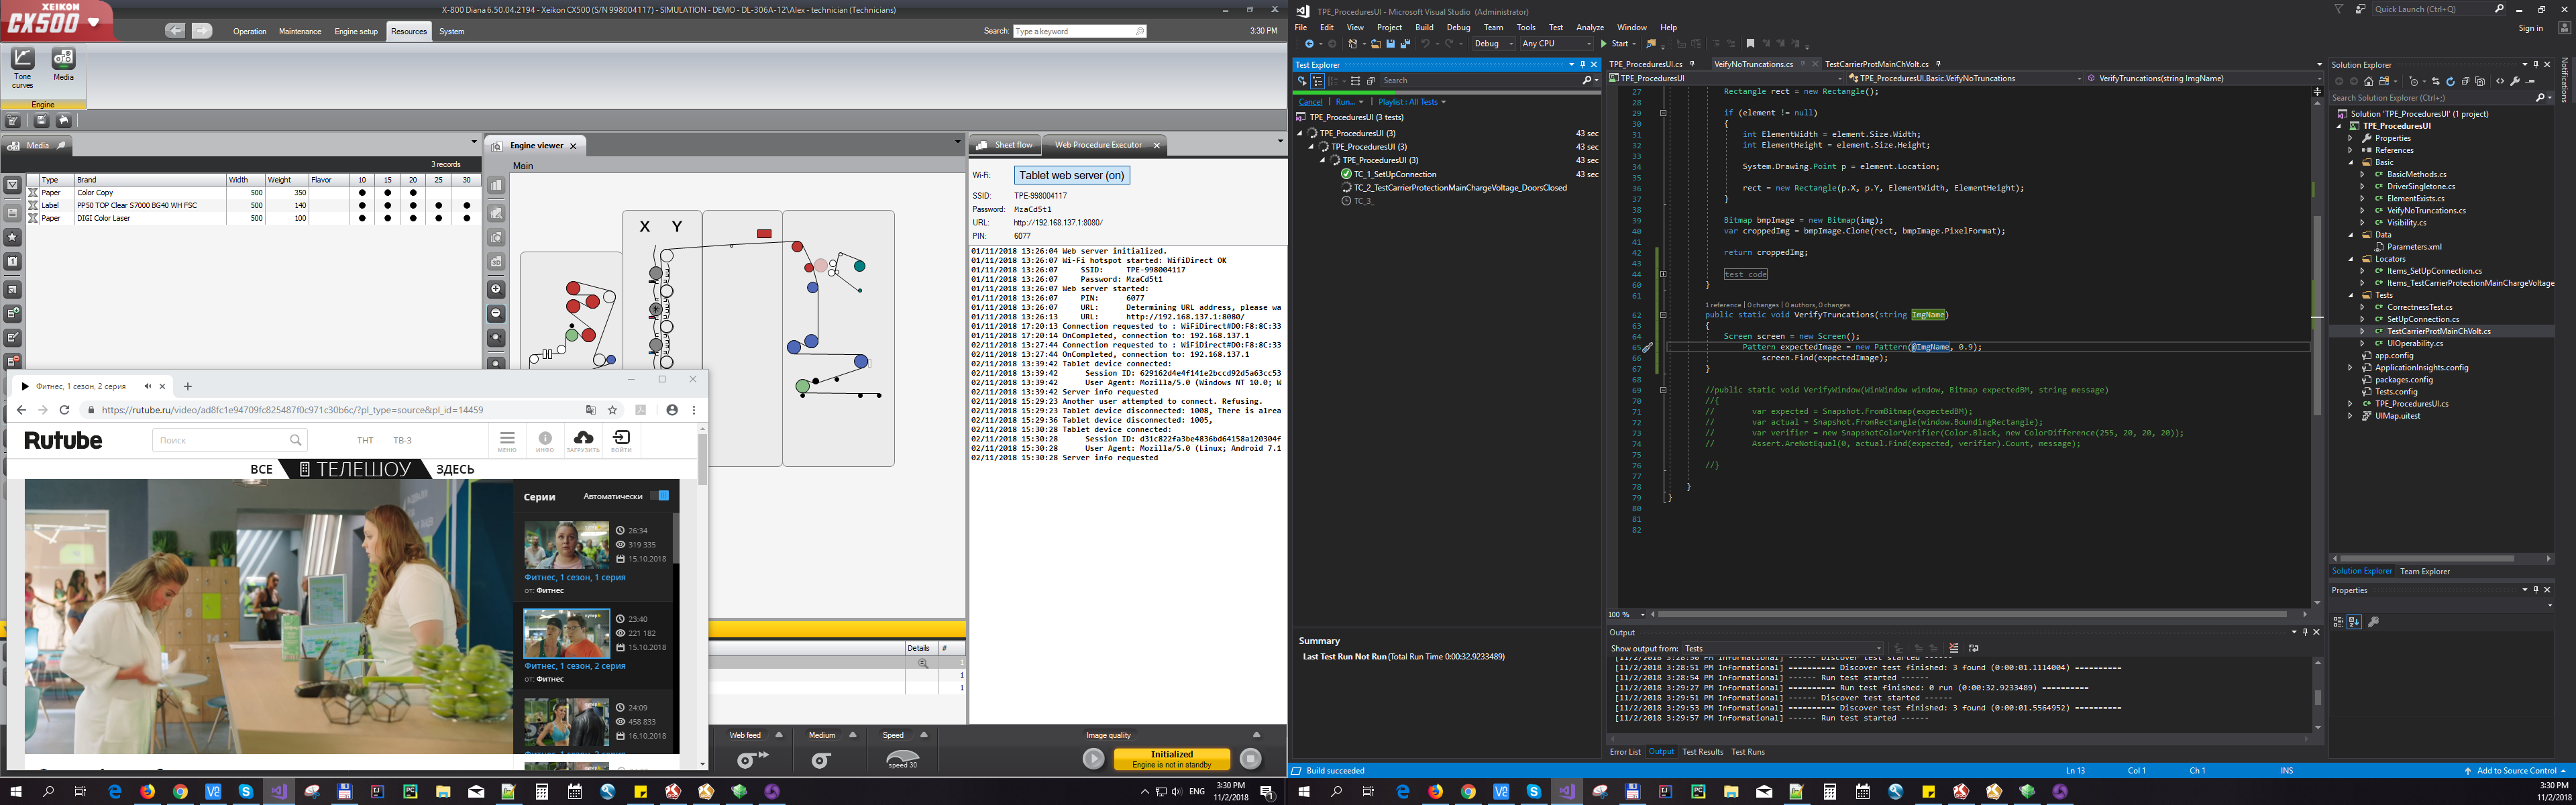 XEIKON
CX500
X-800 Diana 6.50.04.2194 - Xeikon CX500 (S/N 998004117) - SIMULATION - DEMO - DL-306A-12\Alex - technician (Technicians)
Operation Maintenance Engine setup Resources System
Search: Type a keyword
3:30 PM
Tone curves
Media
Engine
Media
3 records
Type Brand Width Weight Flavor 10 15 20 25 30
Paper Color Copy 500 350
Label PP50 TOP Clear S7000 BG40 WH FSC 500 140
Paper DIGI Color Laser 500 100
Engine viewer
Main
X Y
Sheet flow
Web Procedure Executor
Wi-Fi: Tablet web server (on)
SSID: TPE-998004117
Password: MzaCd5t1
URL: http://192.168.137.1:8080/
PIN: 6077
01/11/2018 13:26:04 Web server initialized.
01/11/2018 13:26:07 Wi-Fi hotspot started: WifiDirect OK
01/11/2018 13:26:07 SSID: TPE-998004117
01/11/2018 13:26:07 Password: MzaCd5t1
01/11/2018 13:26:07 Web server started:
01/11/2018 13:26:07 PIN: 6077
01/11/2018 13:26:07 URL: Determining URL address, please wa
01/11/2018 13:26:13 URL: http://192.168.137.1:8080/
01/11/2018 17:20:13 Connection requested to : WiFiDirect#D0:F8:8C:33
01/11/2018 17:20:14 OnCompleted, connection to: 192.168.137.1
02/11/2018 13:27:44 Connection requested to : WiFiDirect#D0:F8:8C:33
02/11/2018 13:27:44 OnCompleted, connection to: 192.168.137.1
02/11/2018 13:39:42 Tablet device connected:
02/11/2018 13:39:42 Session ID: 629162d4e4f141e2bccd92d5a63cc53
02/11/2018 13:39:42 User Agent: Mozilla/5.0 (Windows NT 10.0; W
02/11/2018 13:39:42 Server info requested
02/11/2018 15:29:23 Another user attempted to connect. Refusing.
02/11/2018 15:29:23 Tablet device disconnected: 1008, There is alrea
02/11/2018 15:29:36 Tablet device disconnected: 1005,
02/11/2018 15:30:28 Tablet device connected:
02/11/2018 15:30:28 Session ID: d31c822fa3be4836bd64158a120304f
02/11/2018 15:30:28 User Agent: Mozilla/5.0 (Linux; Android 7.1
02/11/2018 15:30:28 Server info requested
Фитнес, 1 сезон, 2 серия
https://rutube.ru/video/ad8fc1e94709fc825487f0c971c30b6c/?pl_type=source&pl_id=14459
Rutube
Поиск
ТНТ ТВ-3
МЕНЮ ИНФО ЗАГРУЗИТЬ ВОЙТИ
ВСЕ ТЕЛЕШОУ ЗДЕСЬ
Серии Автоматически
26:34
319 335
15.10.2018
Фитнес, 1 сезон, 1 серия
от: Фитнес
23:40
221 182
15.10.2018
Фитнес, 1 сезон, 2 серия
от: Фитнес
24:09
458 833
16.10.2018
Details #
1
1
1
Web feed Medium Speed
speed 30
Image quality
Initialized
Engine is not in standby
ENG
3:30 PM
11/2/2018
TPE_ProceduresUI - Microsoft Visual Studio (Administrator)
Quick Launch (Ctrl+Q)
File Edit View Project Build Debug Team Tools Test Analyze Window Help
Sign in
Debug Any CPU Start
Test Explorer
Search
Cancel Run... Playlist : All Tests
TPE_ProceduresUI (3 tests)
TPE_ProceduresUI (3) 43 sec
TPE_ProceduresUI (3) 43 sec
TPE_ProceduresUI (3) 43 sec
TC_1_SetUpConnection 43 sec
TC_2_TestCarrierProtectionMainChargeVoltage_DoorsClosed
TC_3_
Summary
Last Test Run Not Run (Total Run Time 0:00:32.9233489)
TPE_ProceduresUI.cs VeifyNoTruncations.cs TestCarrierProtMainChVolt.cs
TPE_ProceduresUI TPE_ProceduresUI.Basic.VeifyNoTruncations VerifyTruncations(string ImgName)
27 Rectangle rect = new Rectangle();
28
29 if (element != null)
30 {
31 int ElementWidth = element.Size.Width;
32 int ElementHeight = element.Size.Height;
33
34 System.Drawing.Point p = element.Location;
35
36 rect = new Rectangle(p.X, p.Y, ElementWidth, ElementHeight);
37 }
38
39 Bitmap bmpImage = new Bitmap(img);
40 var croppedImg = bmpImage.Clone(rect, bmpImage.PixelFormat);
41
42 return croppedImg;
43
44 test code
60 }
61
1 reference | 0 changes | 0 authors, 0 changes
62 public static void VerifyTruncations(string ImgName)
63 {
64 Screen screen = new Screen();
65 Pattern expectedImage = new Pattern(@ImgName, 0.9);
66 screen.Find(expectedImage);
67 }
68
69 //public static void VerifyWindow(WinWindow window, Bitmap expectedBM, string message)
70 //{
71 // var expected = Snapshot.FromBitmap(expectedBM);
72 // var actual = Snapshot.FromRectangle(window.BoundingRectangle);
73 // var verifier = new SnapshotColorVerifier(Color.Black, new ColorDifference(255, 20, 20, 20));
74 // Assert.AreNotEqual(0, actual.Find(expected, verifier).Count, message);
75
76 //}
77
78 }
79 }
80
81
82
100 %
Output
Show output from: Tests
[11/2/2018 3:28:50 PM Informational] ------ Discover test started ------
[11/2/2018 3:28:51 PM Informational] ========== Discover test finished: 3 found (0:00:01.1114004) ==========
[11/2/2018 3:28:54 PM Informational] ------ Run test started ------
[11/2/2018 3:29:27 PM Informational] ========== Run test finished: 0 run (0:00:32.9233489) ==========
[11/2/2018 3:29:51 PM Informational] ------ Discover test started ------
[11/2/2018 3:29:53 PM Informational] ========== Discover test finished: 3 found (0:00:01.5564952) ==========
[11/2/2018 3:29:57 PM Informational] ------ Run test started ------
Error List Output Test Results Test Runs
Solution Explorer
Search Solution Explorer (Ctrl+;)
Solution 'TPE_ProceduresUI' (1 project)
TPE_ProceduresUI
Properties
References
Basic
BasicMethods.cs
DriverSingletone.cs
ElementExists.cs
VeifyNoTruncations.cs
Visibility.cs
Data
Parameters.xml
Locators
Items_SetUpConnection.cs
Items_TestCarrierProtectionMainChargeVoltage
Tests
CorrectnessTest.cs
SetUpConnection.cs
TestCarrierProtMainChVolt.cs
UIOperability.cs
app.config
ApplicationInsights.config
packages.config
Tests.config
TPE_ProceduresUI.cs
UIMap.uitest
Solution Explorer Team Explorer
Properties
Notifications
Build succeeded
Ln 13 Col 1 Ch 1 INS
Add to Source Control
3:30 PM
11/2/2018